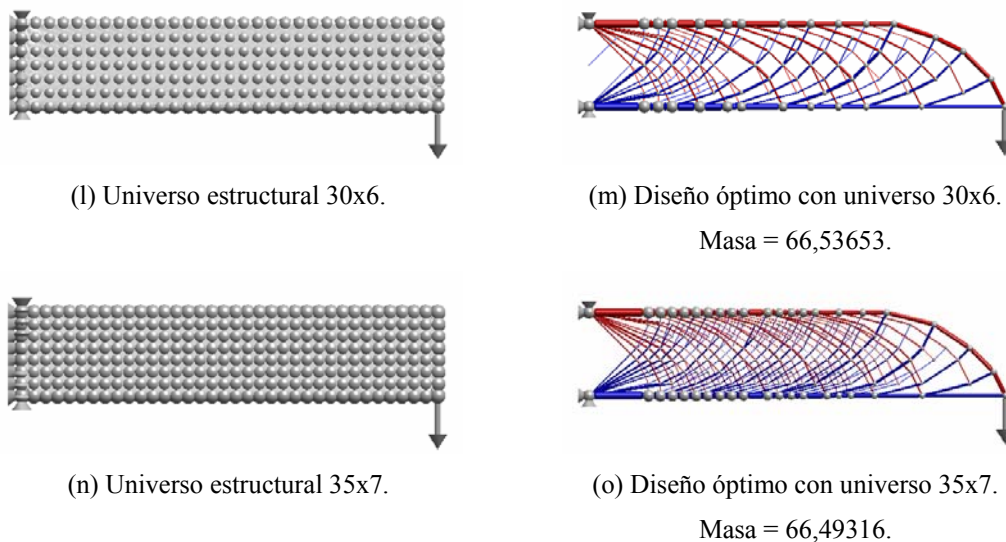 (l) Universo estructural 30x6.
(m) Diseño óptimo con universo 30x6.
Masa = 66,53653.
(n) Universo estructural 35x7.
(o) Diseño óptimo con universo 35x7.
Masa = 66,49316.